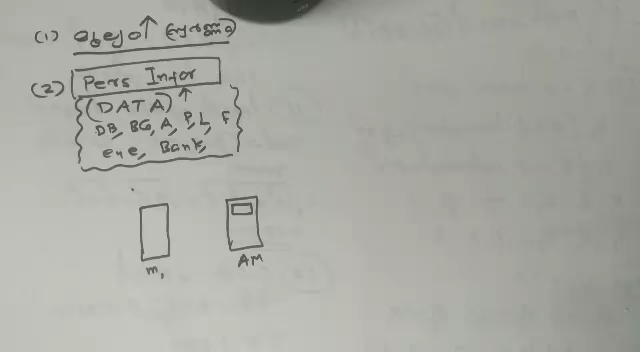 (1)
(2) Pers Infor
(DATA)
DB, BG, A, P, L, F
eye, Bank,
m,
AM